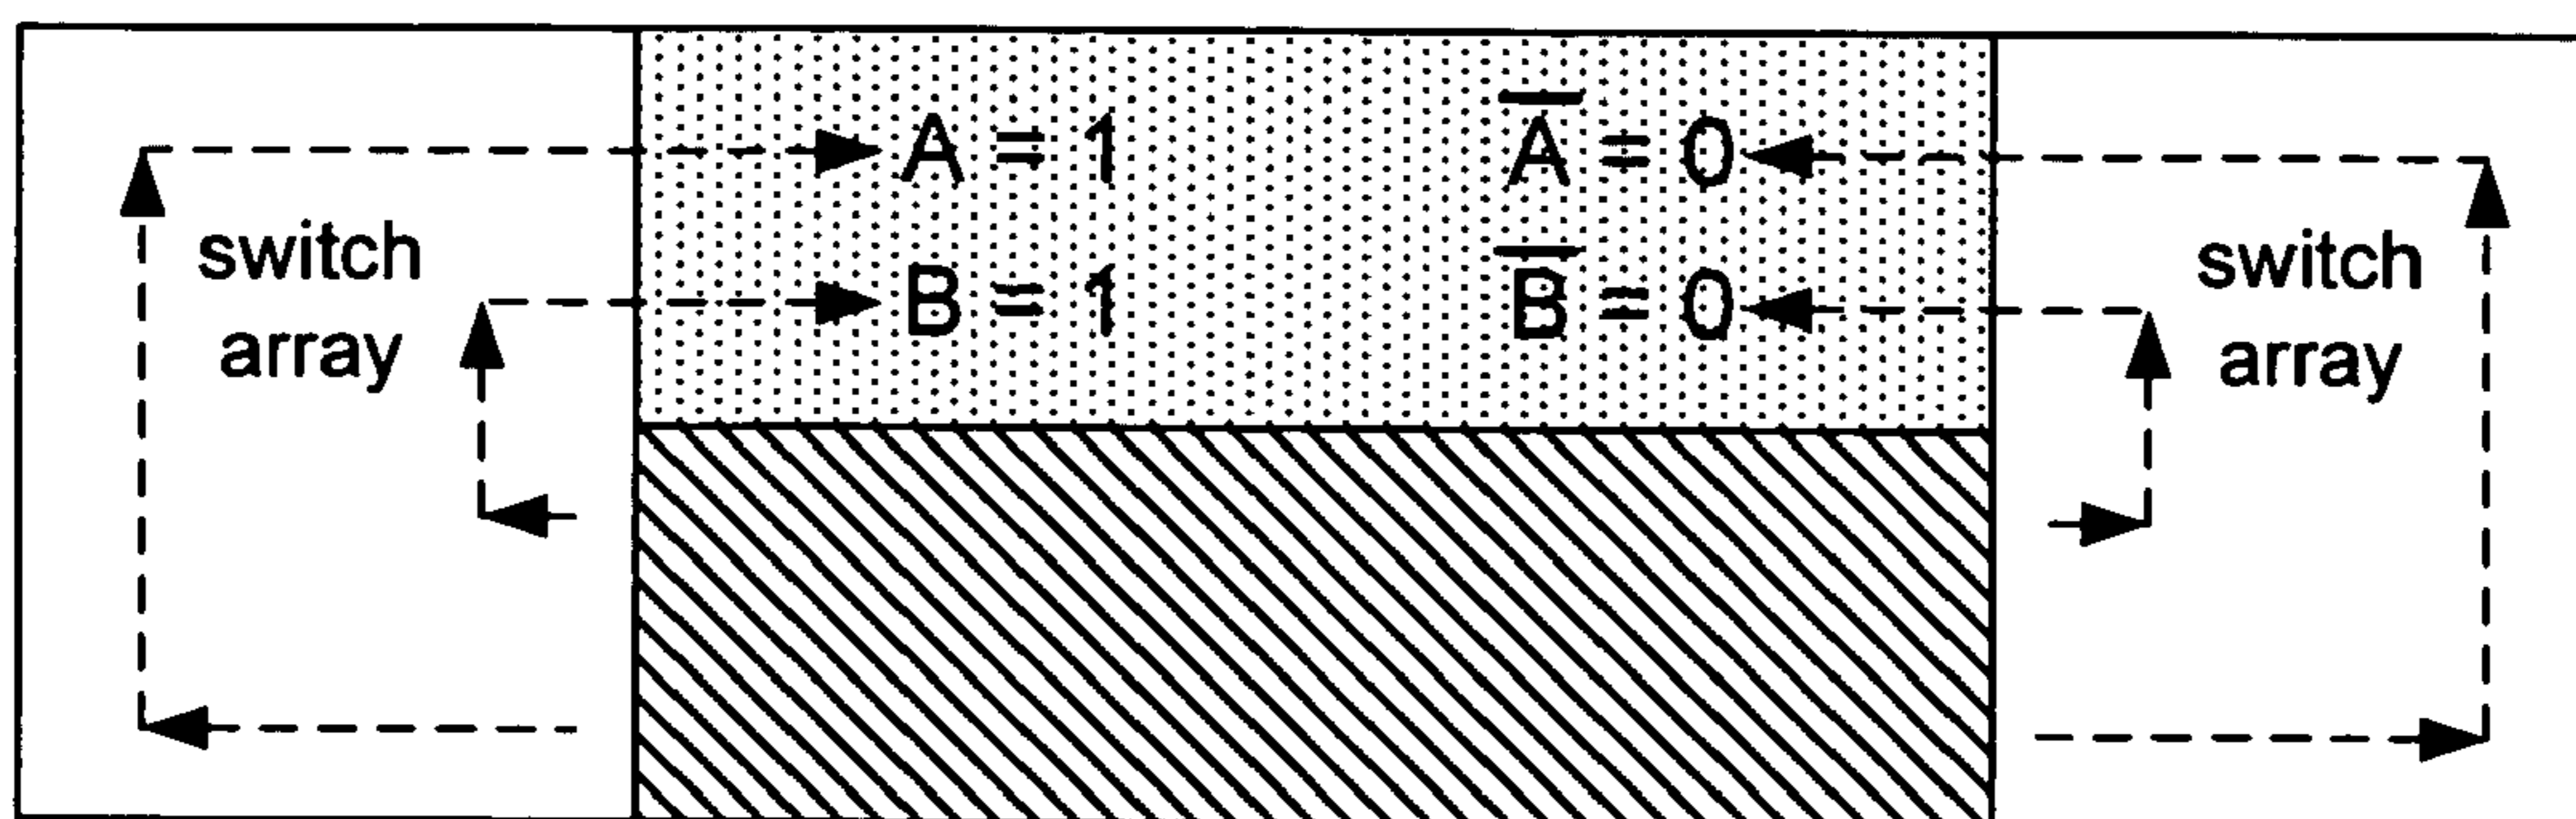 switch
array
A = 1
B = 1
A̅ = 0
B̅ = 0
switch
array